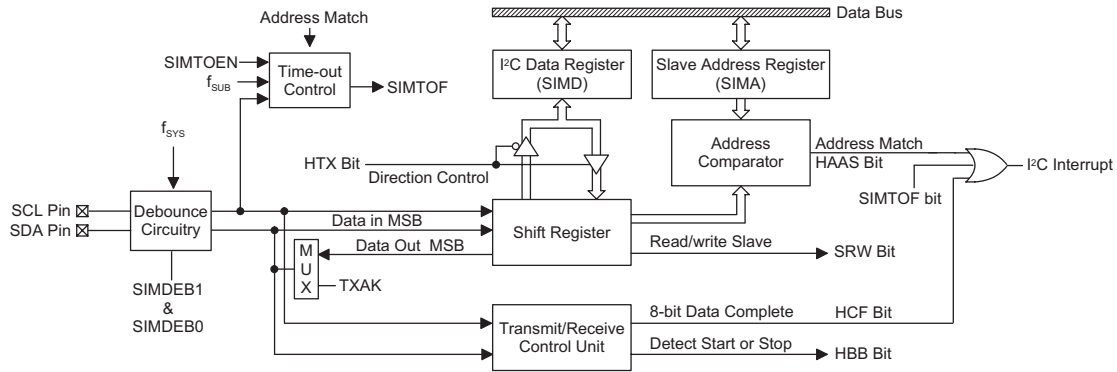 Data Bus
Address Match
SIMTOEN
fSUB
Time-out
Control
SIMTOF
I²C Data Register
(SIMD)
Slave Address Register
(SIMA)
fSYS
HTX Bit
Direction Control
Address
Comparator
Address Match
HAAS Bit
I²C Interrupt
SIMTOF bit
SCL Pin
SDA Pin
Debounce
Circuitry
Data in MSB
Shift Register
Data Out MSB
Read/write Slave
SRW Bit
M
U
X
TXAK
SIMDEB1
&
SIMDEB0
Transmit/Receive
Control Unit
8-bit Data Complete
HCF Bit
Detect Start or Stop
HBB Bit